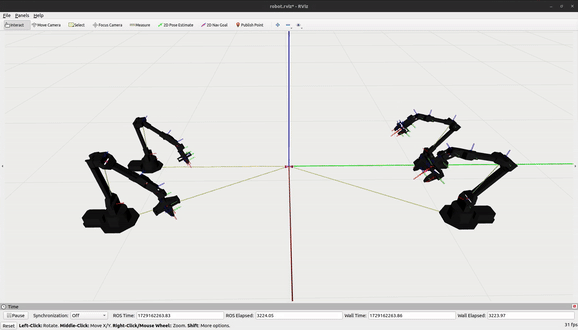 robot.rviz* - RViz
File Panels Help
Interact Move Camera Select Focus Camera Measure 2D Pose Estimate 2D Nav Goal Publish Point
Time
Pause Synchronization: Off ROS Time: 1729162263.83 ROS Elapsed: 3224.05 Wall Time: 1729162263.86 Wall Elapsed: 3223.97
Reset Left-Click: Rotate. Middle-Click: Move X/Y. Right-Click/Mouse Wheel: Zoom. Shift: More options. 31 fps